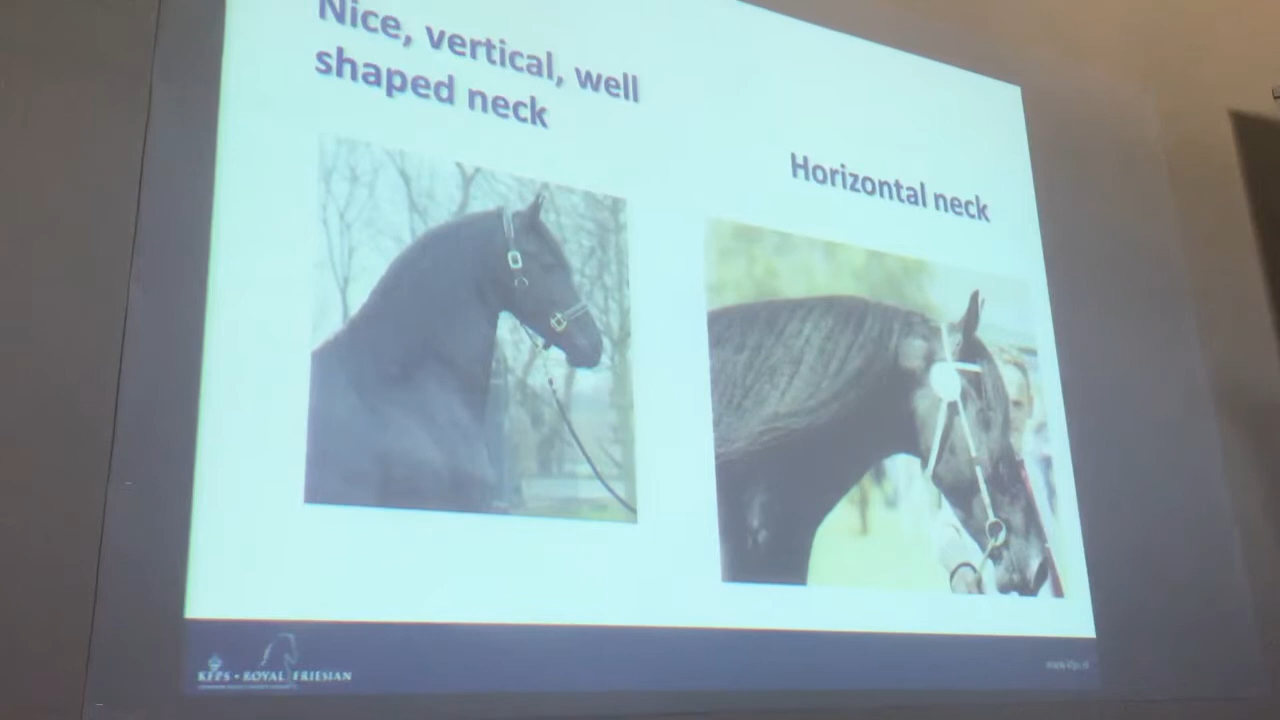 Nice, vertical, well
shaped neck
Horizontal neck
KFPS • ROYAL FRIESIAN